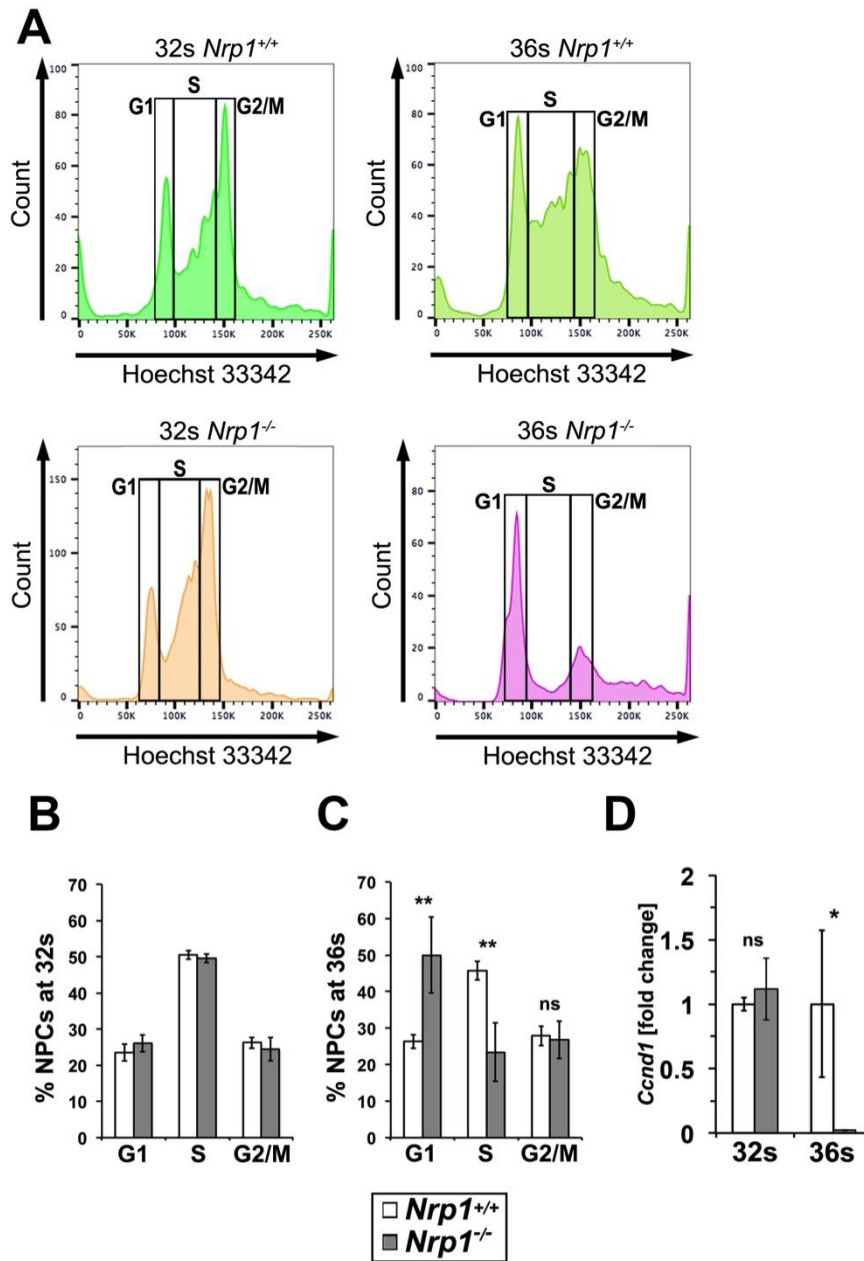 A
32s Nrp1+/+
36s Nrp1+/+
100
80
60
40
20
0
G1
S
G2/M
Count
0 50K 100K 150K 200K 250K
Hoechst 33342
100
80
60
40
20
0
G1
S
G2/M
Count
0 50K 100K 150K 200K 250K
Hoechst 33342
32s Nrp1-/-
36s Nrp1-/-
150
100
50
0
G1
S
G2/M
Count
0 50K 100K 150K 200K 250K
Hoechst 33342
80
60
40
20
0
G1
S
G2/M
Count
0 50K 100K 150K 200K 250K
Hoechst 33342
B
% NPCs at 32s
70
60
50
40
30
20
10
0
G1 S G2/M
C
% NPCs at 36s
70
60
50
40
30
20
10
0
**
**
ns
G1 S G2/M
D
Ccnd1 [fold change]
2
1.5
1
0.5
0
ns
*
32s 36s
Nrp1+/+
Nrp1-/-